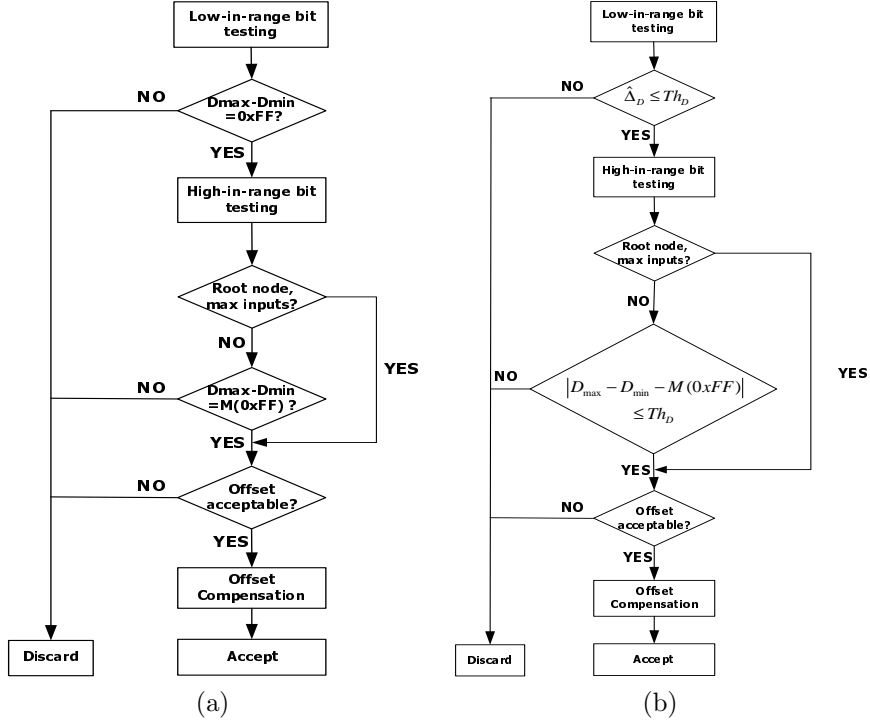 Low-in-range bit
testing
Dmax-Dmin
=0xFF?
NO
YES
High-in-range bit
testing
Root node,
max inputs?
NO
YES
Dmax-Dmin
=M(0xFF) ?
NO
YES
Offset
acceptable?
NO
YES
Offset
Compensation
Discard
Accept
(a)
Low-in-range bit
testing
NO
Δ̂_D ≤ Th_D
YES
High-in-range bit
testing
Root node,
max inputs?
NO
YES
NO
|D_max − D_min − M (0xFF)|
≤ Th_D
YES
NO
Offset
acceptable?
YES
Offset
Compensation
Discard
Accept
(b)